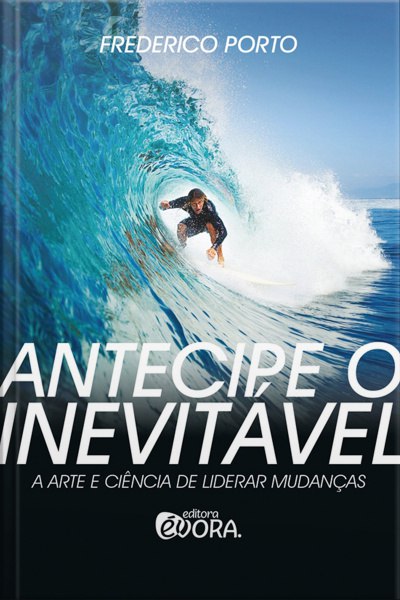 FREDERICO PORTO
ANTECIPE O
INEVITÁVEL
A ARTE E CIÊNCIA DE LIDERAR MUDANÇAS
editora
évORA.